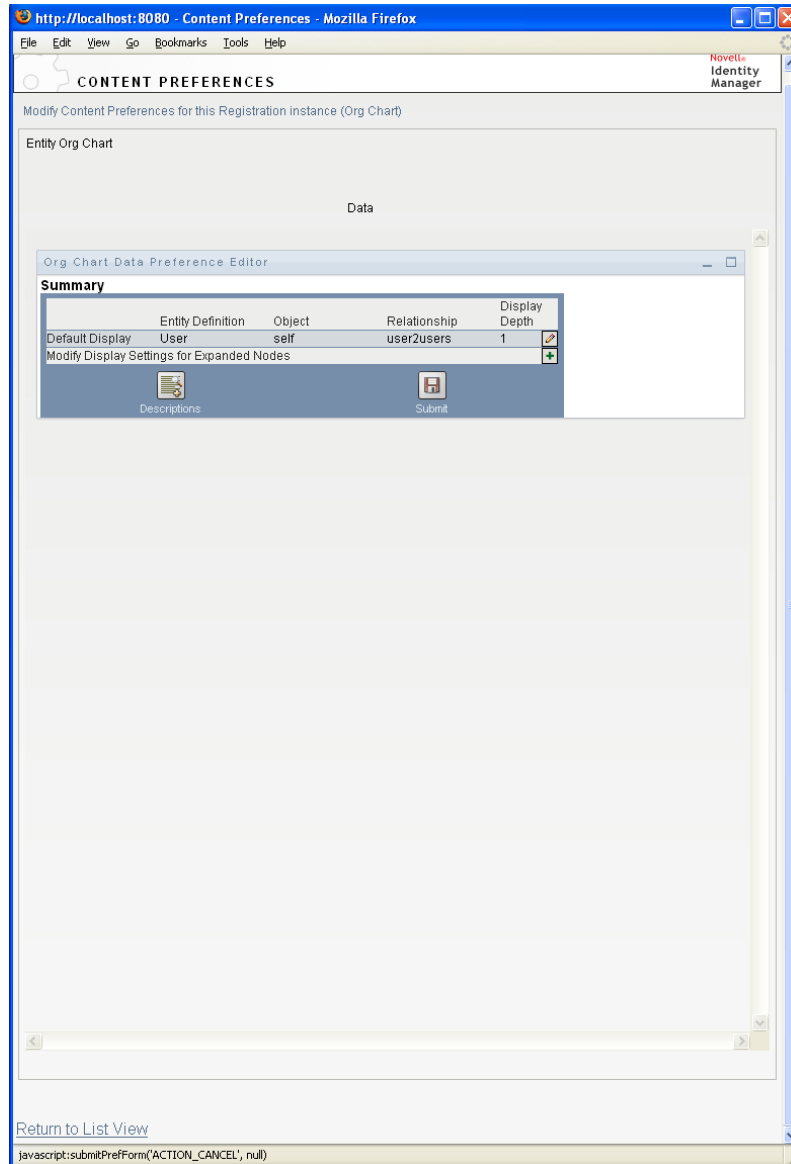 http://localhost:8080 - Content Preferences - Mozilla Firefox
File Edit View Go Bookmarks Tools Help
Novell®
Identity
Manager
CONTENT PREFERENCES
Modify Content Preferences for this Registration instance (Org Chart)
Entity Org Chart
Data
Org Chart Data Preference Editor
Summary
Entity Definition Object Relationship Display Depth
Default Display User self user2users 1
Modify Display Settings for Expanded Nodes
Descriptions Submit
Return to List View
javascript:submitPrefForm('ACTION_CANCEL', null)